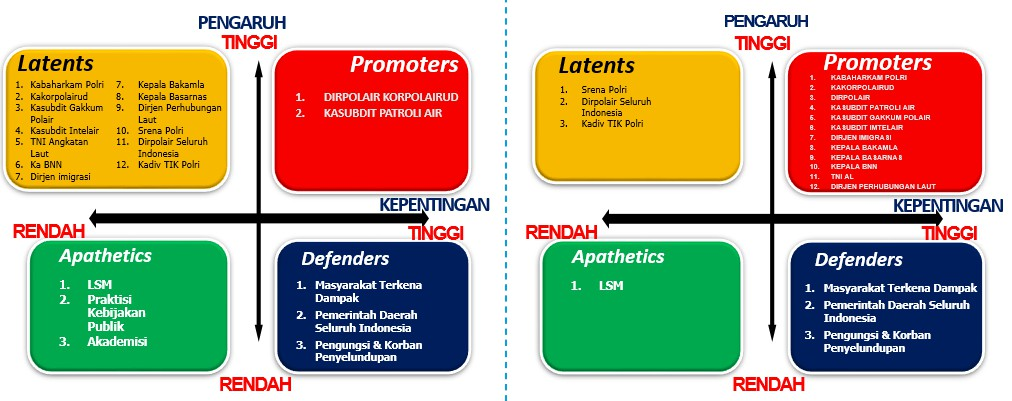 PENGARUH
TINGGI
Latents
1. Kabaharkam Polri
2. Kakorpolairud
3. Kasubdit Gakkum
Polair
4. Kasubdit Intelair
5. TNI Angkatan
Laut
6. Ka BNN
7. Dirjen imigrasi
7. Kepala Bakamla
8. Kepala Basarnas
9. Dirjen Perhubungan
Laut
10. Srena Polri
11. Dirpolair Seluruh
Indonesia
12. Kadiv TIK Polri
Promoters
1. DIRPOLAIR KORPOLAIRUD
2. KASUBDIT PATROLI AIR
KEPENTINGAN
RENDAH
TINGGI
Apathetics
1. LSM
2. Praktisi
Kebijakan
Publik
3. Akademisi
Defenders
1. Masyarakat Terkena
Dampak
2. Pemerintah Daerah
Seluruh Indonesia
3. Pengungsi & Korban
Penyelundupan
RENDAH
PENGARUH
TINGGI
Latents
1. Srena Polri
2. Dirpolair Seluruh
Indonesia
3. Kadiv TIK Polri
Promoters
1. KABAHARKAM POLRI
2. KAKORPOLAIRUD
3. DIRPOLAIR
4. KASUBDIT PATROLI AIR
5. KASUBDIT GAKKUM POLAIR
6. KASUBDIT IMTELAIR
7. DIRJEN IMIGRASI
8. KEPALA BAKAMLA
9. KEPALA BASARNAS
10. KEPALA BNN
11. TNI AL
12. DIRJEN PERHUBUNGAN LAUT
KEPENTINGAN
RENDAH
TINGGI
Apathetics
1. LSM
Defenders
1. Masyarakat Terkena Dampak
2. Pemerintah Daerah Seluruh
Indonesia
3. Pengungsi & Korban
Penyelundupan
RENDAH